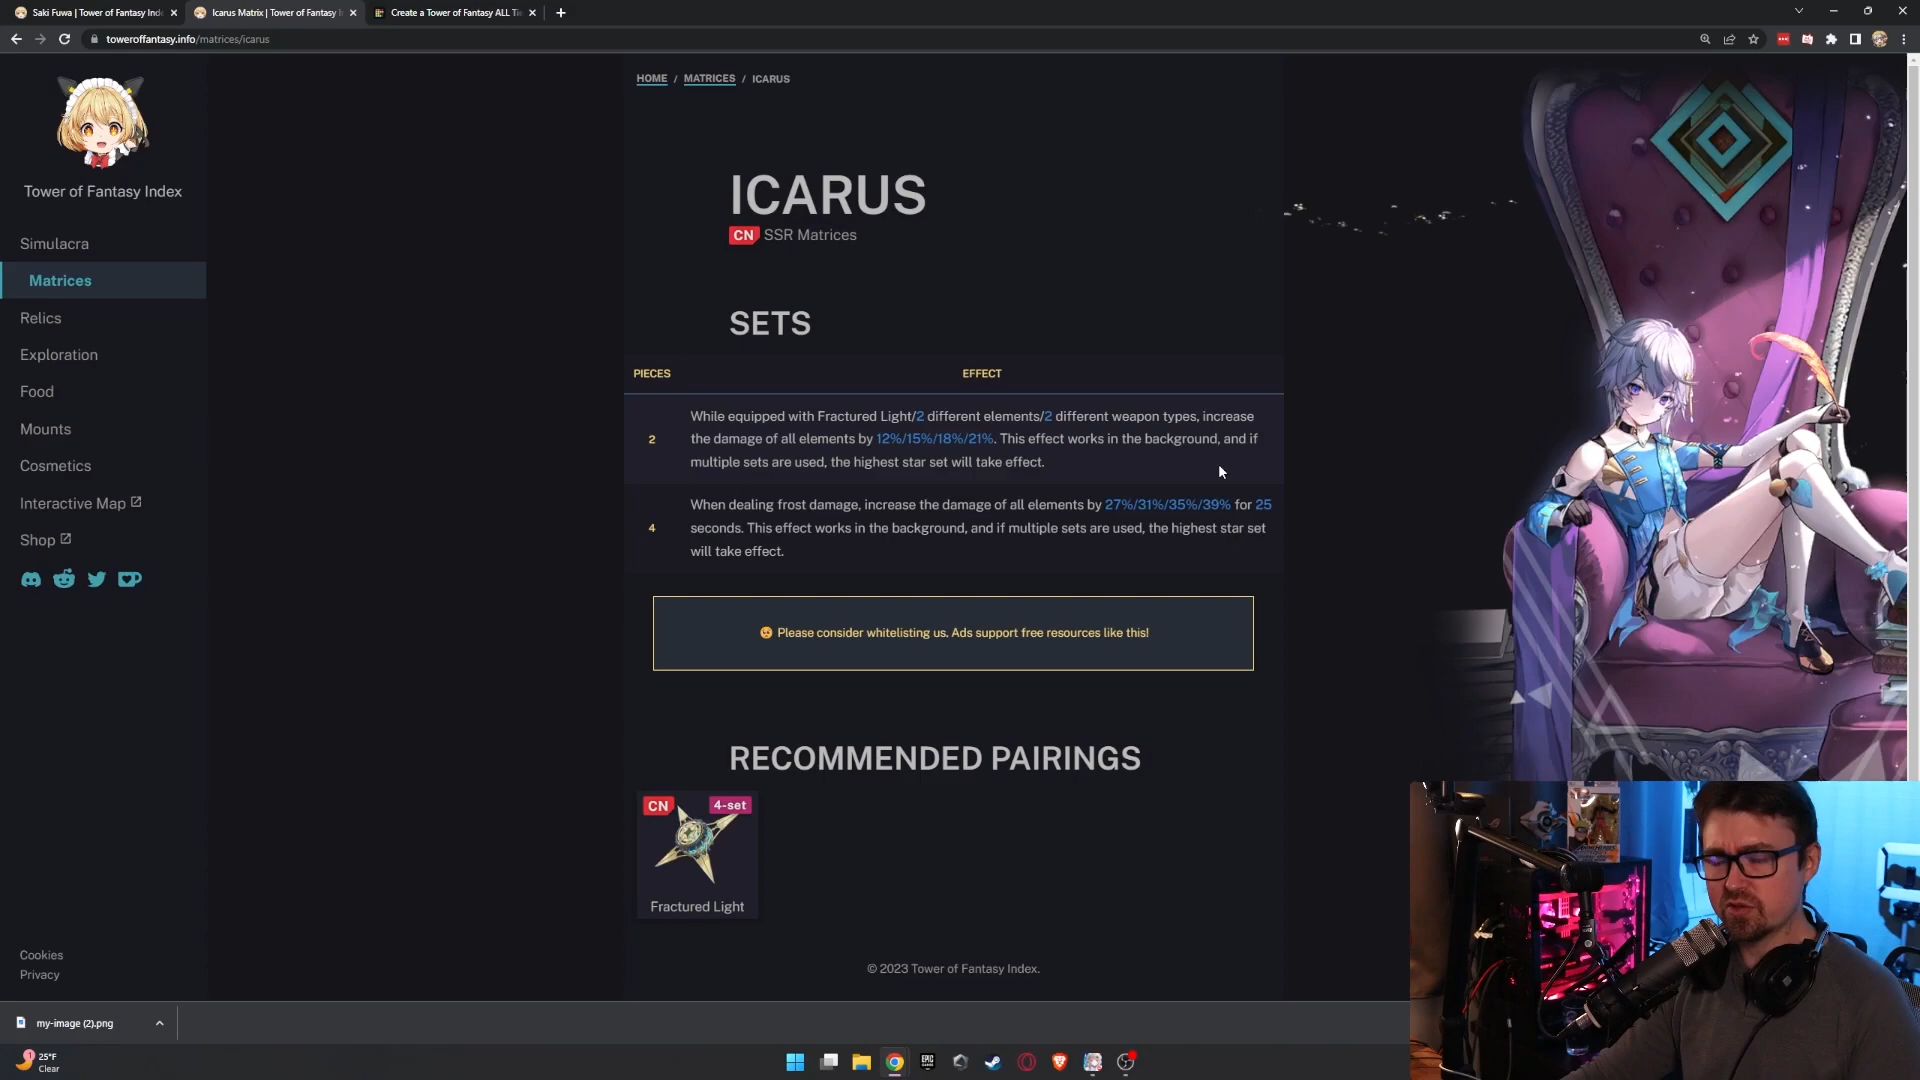 Saki Fuwa | Tower of Fantasy Inde
Icarus Matrix | Tower of Fantasy I
Create a Tower of Fantasy ALL Tie
toweroffantasy.info/matrices/icarus
Tower of Fantasy Index
Simulacra
Matrices
Relics
Exploration
Food
Mounts
Cosmetics
Interactive Map
Shop
Cookies
Privacy
HOME / MATRICES / ICARUS
ICARUS
CN SSR Matrices
SETS
PIECES EFFECT
2
While equipped with Fractured Light/2 different elements/2 different weapon types, increase
the damage of all elements by 12%/15%/18%/21%. This effect works in the background, and if
multiple sets are used, the highest star set will take effect.
4
When dealing frost damage, increase the damage of all elements by 27%/31%/35%/39% for 25
seconds. This effect works in the background, and if multiple sets are used, the highest star set
will take effect.
Please consider whitelisting us. Ads support free resources like this!
RECOMMENDED PAIRINGS
CN 4-set
Fractured Light
© 2023 Tower of Fantasy Index.
my-image (2).png
1
25°F
Clear
EPIC